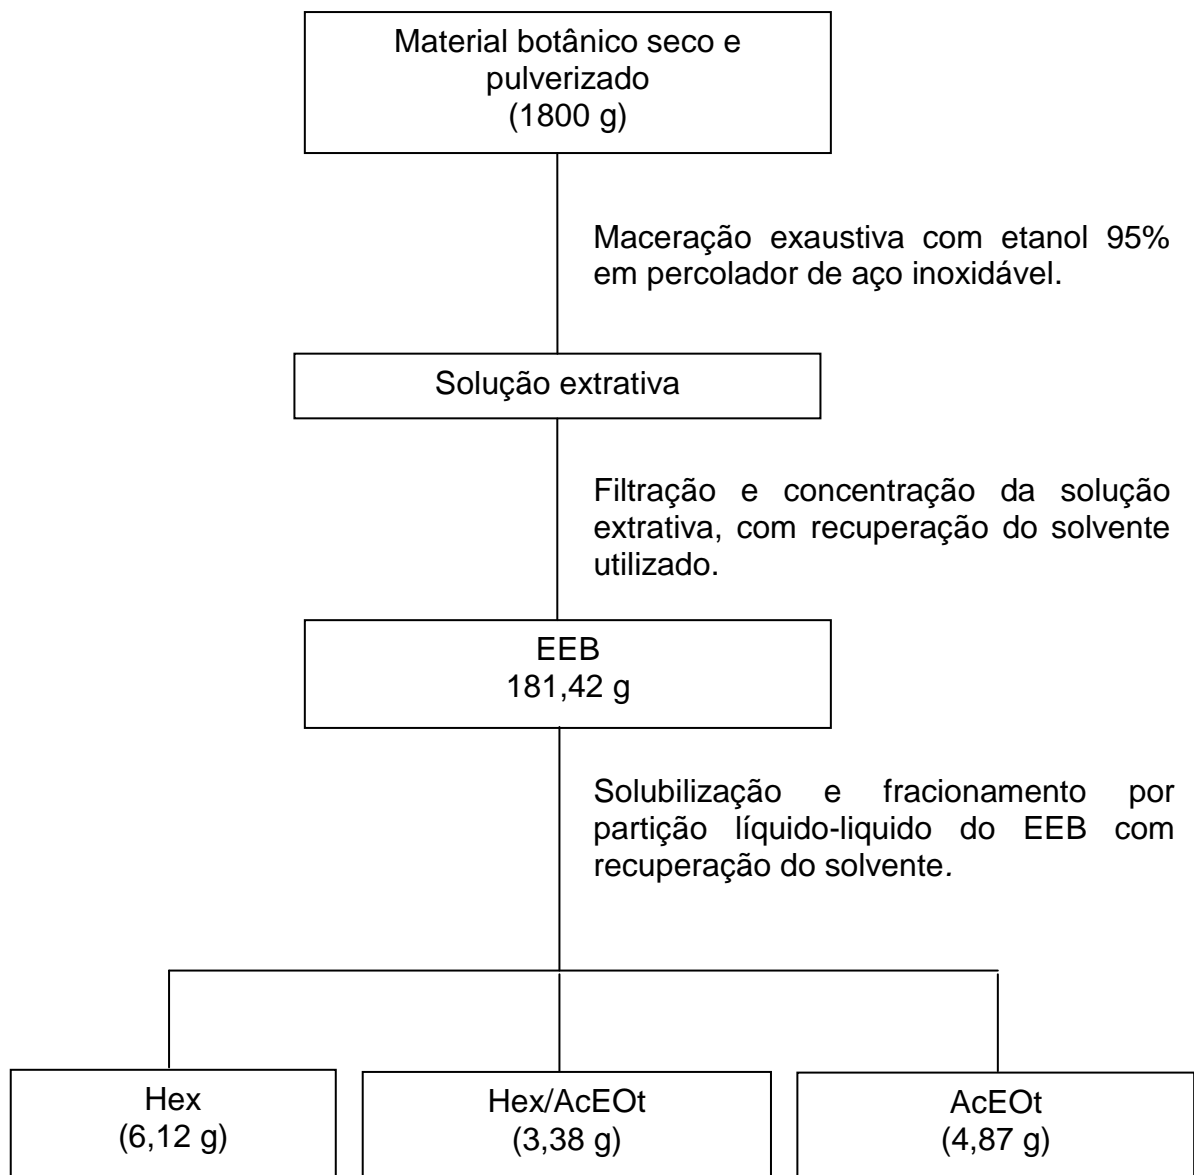 Material botânico seco e
pulverizado
(1800 g)
Maceração exaustiva com etanol 95%
em percolador de aço inoxidável.
Solução extrativa
Filtração e concentração da solução
extrativa, com recuperação do solvente
utilizado.
EEB
181,42 g
Solubilização e fracionamento por
partição líquido-liquido do EEB com
recuperação do solvente.
Hex
(6,12 g)
Hex/AcEOt
(3,38 g)
AcEOt
(4,87 g)